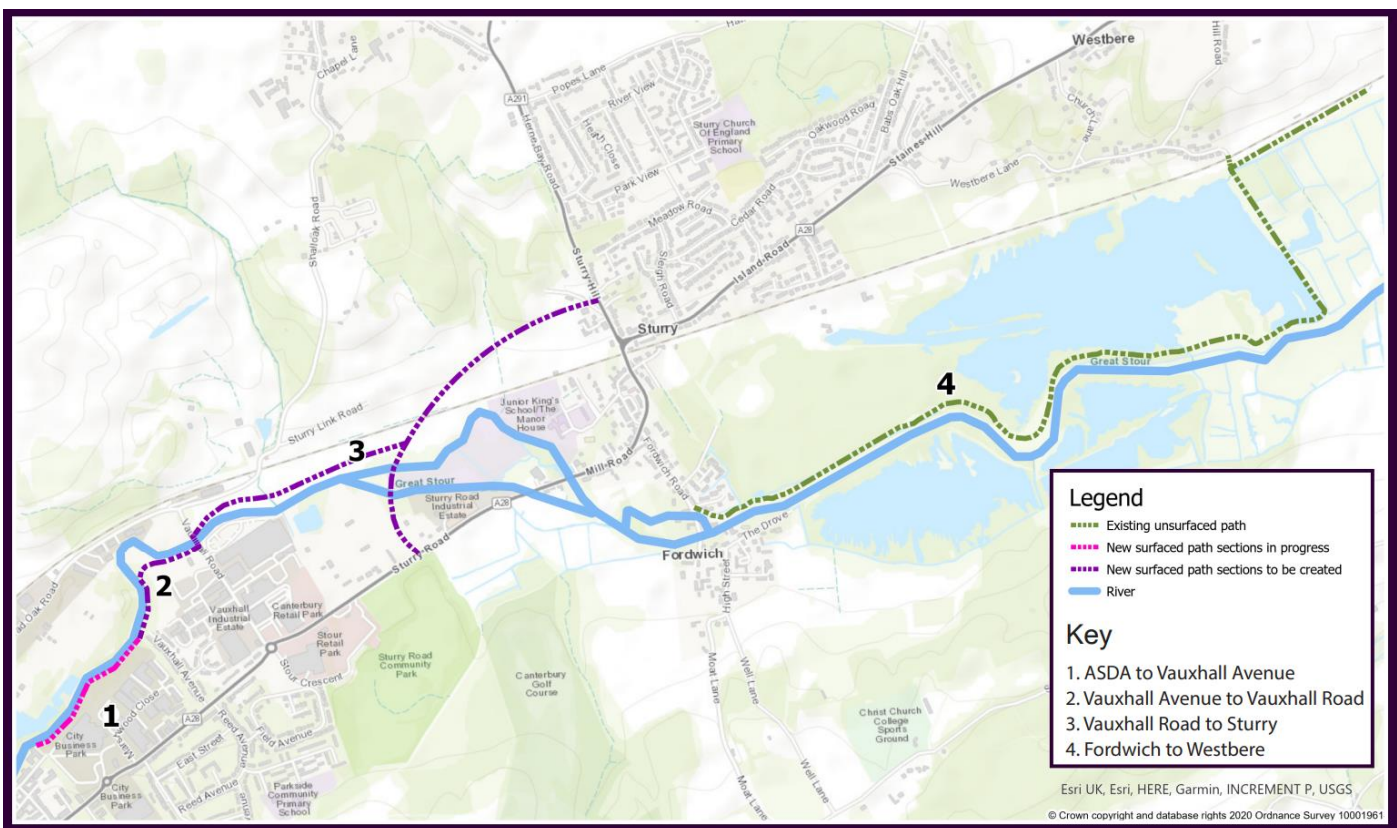 Westbere
Hill Road
Chapel Lane
Popes Lane
River View
A291
Herne Bay Road
Heath Close
Park View
Sturry Church
Of England
Primary
School
Oakwood Road
Babs Oak Hill
Church Lane
Staines Hill
Westbere Lane
Meadow Road
Cedar Road
Shalloak Road
Sturry Hill
Sleigh Road
Island Road
A28
Sturry
4
Great Stour
Sturry Link Road
Junior King's
School/The
Manor
House
3
Mill Road
Fordwich Road
Great Stour
Sturry Road
Industrial
Estate
A28
The Drove
Fordwich
Vauxhall Road
Sturry Road
High Street
2
ad Oak Road
Vauxhall
Industrial
Estate
Canterbury
Retail Park
Stour
Retail
Park
Vauxhall Avenue
Stour Crescent
Sturry Road
Community
Park
Canterbury
Golf
Course
Moat Lane
Well Lane
Christ Church
College
Sports
Ground
1
City
Business
Park
A28
East Street
Reed Avenue
Field Avenue
City
Business
Park
Reed Avenue
Parkside
Community
Primary
School
Moat Lane
Well Lane
Legend
Existing unsurfaced path
New surfaced path sections in progress
New surfaced path sections to be created
River
Key
1. ASDA to Vauxhall Avenue
2. Vauxhall Avenue to Vauxhall Road
3. Vauxhall Road to Sturry
4. Fordwich to Westbere
Esri UK, Esri, HERE, Garmin, INCREMENT P, USGS
© Crown copyright and database rights 2020 Ordnance Survey 10001961